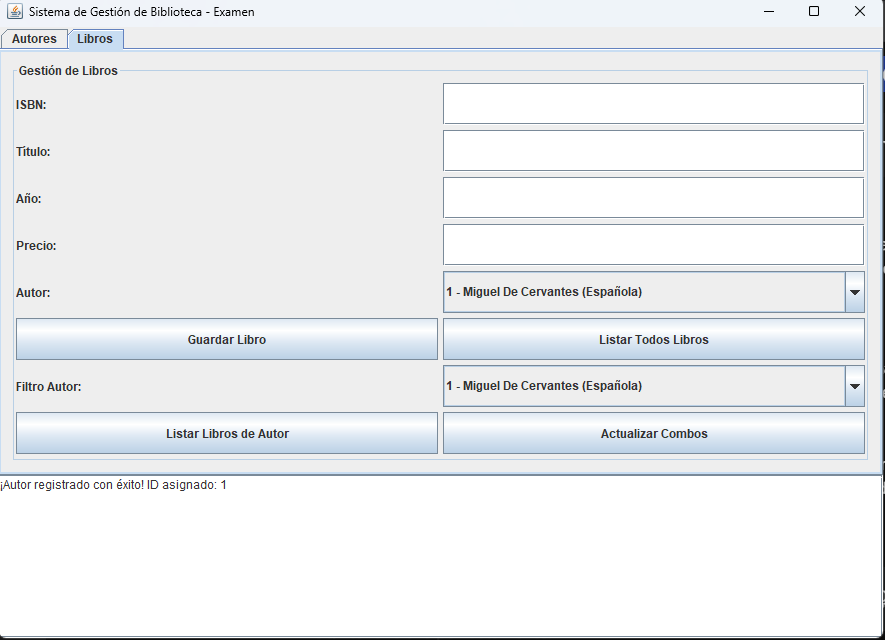 Sistema de Gestión de Biblioteca - Examen
Autores
Libros
Gestión de Libros
ISBN:
Título:
Año:
Precio:
Autor:
1 - Miguel De Cervantes (Española)
Guardar Libro
Listar Todos Libros
Filtro Autor:
1 - Miguel De Cervantes (Española)
Listar Libros de Autor
Actualizar Combos
¡Autor registrado con éxito! ID asignado: 1